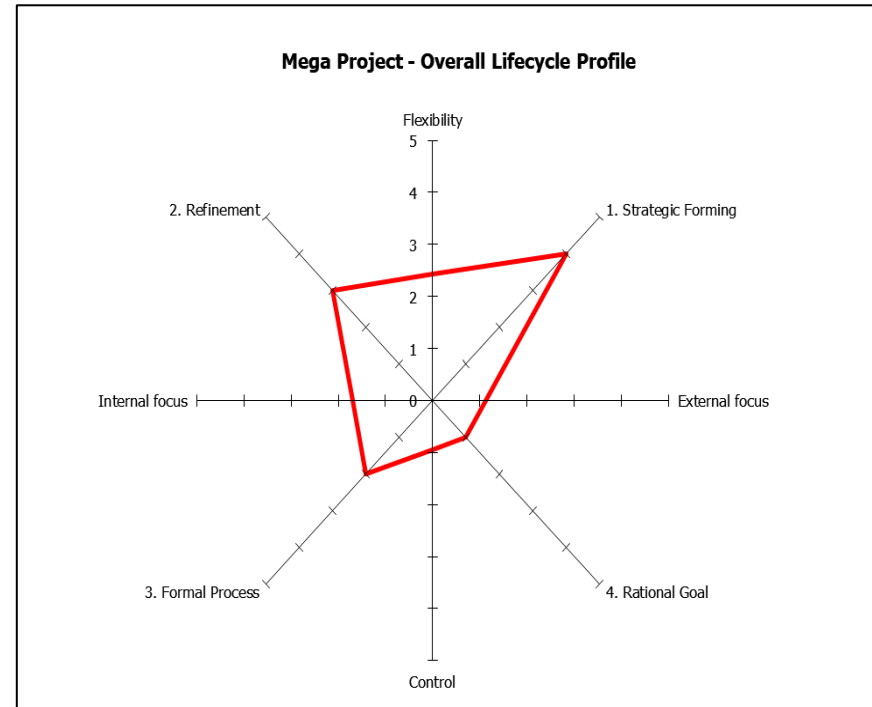 Mega Project - Overall Lifecycle Profile
Flexibility
5
4
2. Refinement
1. Strategic Forming
3
2
1
Internal focus
0
External focus
3. Formal Process
4. Rational Goal
Control